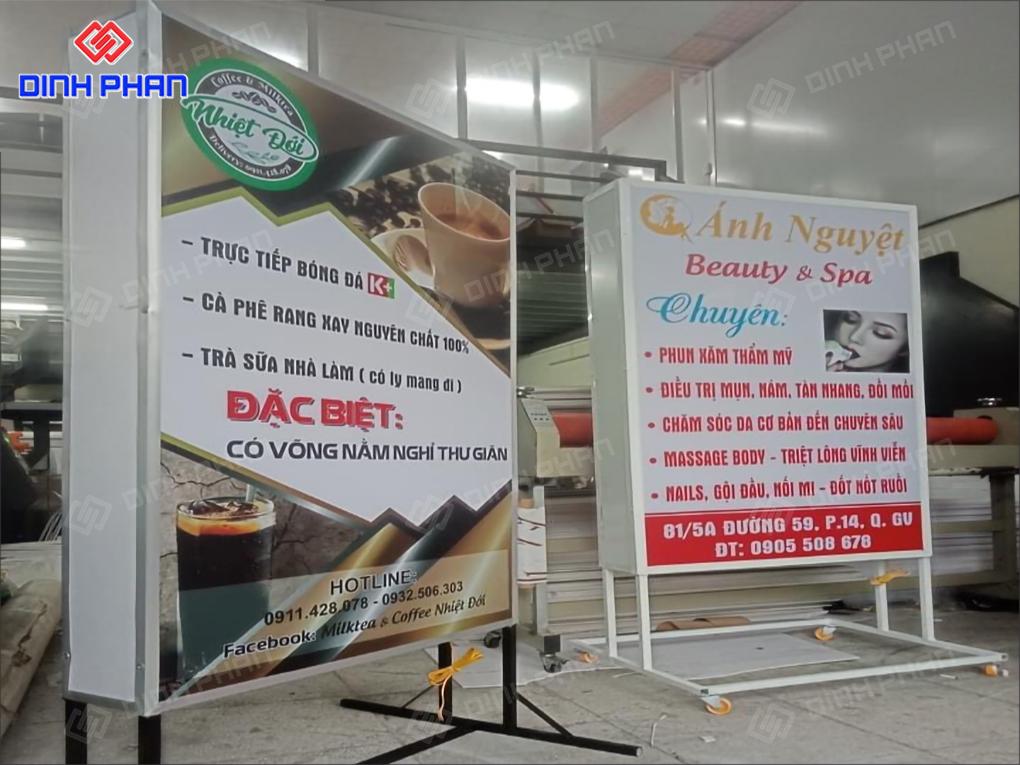 DINH PHAN
Coffee & Milktea
Nhiệt Đới
- TRỰC TIẾP BÓNG ĐÁ K+
- CÀ PHÊ RANG XAY NGUYÊN CHẤT 100%
- TRÀ SỮA NHÀ LÀM ( có ly mang đi )
ĐẶC BIỆT:
CÓ VÕNG NẰM NGHỈ THƯ GIÃN
HOTLINE:
0911.428.078 - 0932.506.303
Facebook: Milktea & Coffee Nhiệt Đới
Ánh Nguyệt
Beauty & Spa
Chuyên:
• PHUN XĂM THẨM MỸ
• ĐIỀU TRỊ MỤN, NÁM, TÀN NHANG, ĐỒI MỒI
• CHĂM SÓC DA CƠ BẢN ĐẾN CHUYÊN SÂU
• MASSAGE BODY - TRIỆT LÔNG VĨNH VIỄN
• NAILS, GỘI ĐẦU, NỐI MI - ĐỐT NỐT RUỒI
81/5A ĐƯỜNG 59. P.14, Q. GV
ĐT: 0905 508 678